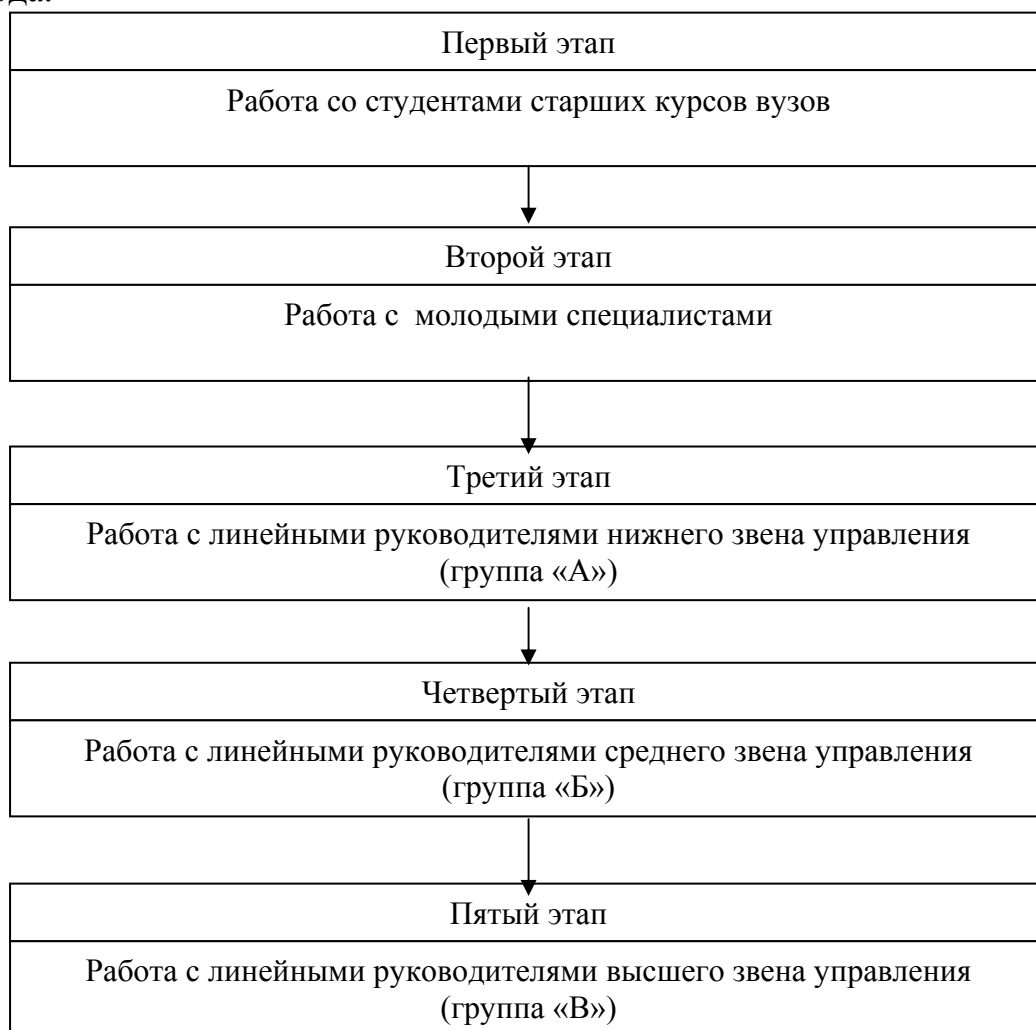 Первый этап
Работа со студентами старших курсов вузов
Второй этап
Работа с молодыми специалистами
Третий этап
Работа с линейными руководителями нижнего звена управления
(группа «А»)
Четвертый этап
Работа с линейными руководителями среднего звена управления
(группа «Б»)
Пятый этап
Работа с линейными руководителями высшего звена управления
(группа «В»)